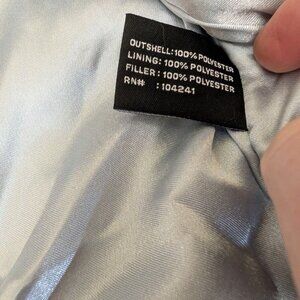 OUTSHELL:100% POLYESTER
LINING: 100% POLYESTER
FILLER : 100% POLYESTER
RN# : 104241